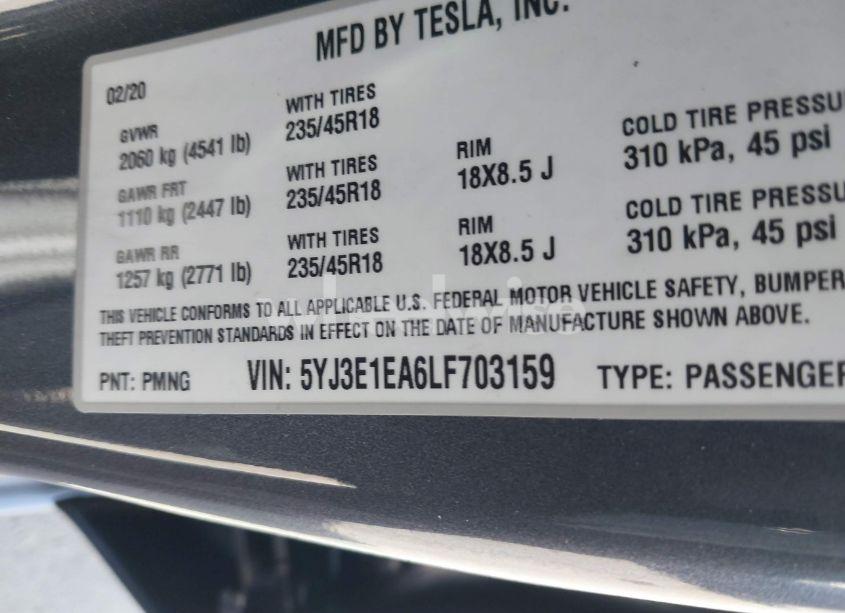 MFD BY TESLA, INC.
02/20
GVWR
2060 kg (4541 lb)
WITH TIRES
235/45R18
GAWR FRT
1110 kg (2447 lb)
WITH TIRES
235/45R18
RIM
18X8.5 J
COLD TIRE PRESSU
310 kPa, 45 psi
GAWR RR
1257 kg (2771 lb)
WITH TIRES
235/45R18
RIM
18X8.5 J
COLD TIRE PRESSU
310 kPa, 45 psi
THIS VEHICLE CONFORMS TO ALL APPLICABLE U.S. FEDERAL MOTOR VEHICLE SAFETY, BUMPER
THEFT PREVENTION STANDARDS IN EFFECT ON THE DATE OF MANUFACTURE SHOWN ABOVE.
PNT: PMNG VIN: 5YJ3E1EA6LF703159 TYPE: PASSENGER